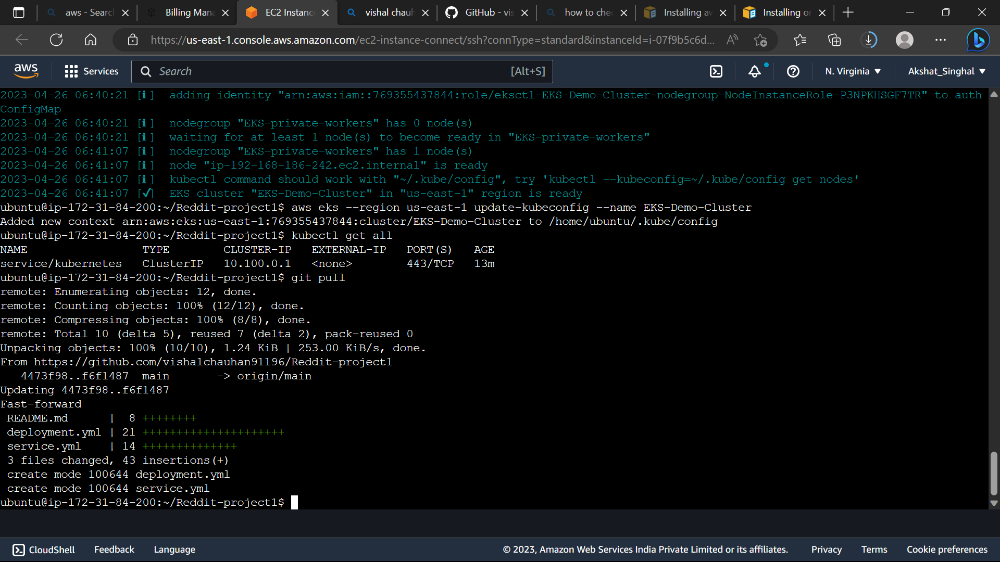 aws - Search
Billing Mana
EC2 Instance
vishal chauh
GitHub - vis
how to chec
Installing aw
Installing or
https://us-east-1.console.aws.amazon.com/ec2-instance-connect/ssh?connType=standard&instanceId=i-07f9b5c6d...
aws
Services
Search
[Alt+S]
N. Virginia
Akshat_Singhal
2023-04-26 06:40:21 [ℹ]  adding identity "arn:aws:iam::769355437844:role/eksctl-EKS-Demo-Cluster-nodegroup-NodeInstanceRole-P3NPKHSGF7TR" to auth
ConfigMap
2023-04-26 06:40:21 [ℹ]  nodegroup "EKS-private-workers" has 0 node(s)
2023-04-26 06:40:21 [ℹ]  waiting for at least 1 node(s) to become ready in "EKS-private-workers"
2023-04-26 06:41:07 [ℹ]  nodegroup "EKS-private-workers" has 1 node(s)
2023-04-26 06:41:07 [ℹ]  node "ip-192-168-186-242.ec2.internal" is ready
2023-04-26 06:41:07 [ℹ]  kubectl command should work with "~/.kube/config", try 'kubectl --kubeconfig=~/.kube/config get nodes'
2023-04-26 06:41:07 [✔]  EKS cluster "EKS-Demo-Cluster" in "us-east-1" region is ready
ubuntu@ip-172-31-84-200:~/Reddit-project1$ aws eks --region us-east-1 update-kubeconfig --name EKS-Demo-Cluster
Added new context arn:aws:eks:us-east-1:769355437844:cluster/EKS-Demo-Cluster to /home/ubuntu/.kube/config
ubuntu@ip-172-31-84-200:~/Reddit-project1$ kubectl get all
NAME                 TYPE        CLUSTER-IP   EXTERNAL-IP   PORT(S)   AGE
service/kubernetes   ClusterIP   10.100.0.1   <none>        443/TCP   13m
ubuntu@ip-172-31-84-200:~/Reddit-project1$ git pull
remote: Enumerating objects: 12, done.
remote: Counting objects: 100% (12/12), done.
remote: Compressing objects: 100% (8/8), done.
remote: Total 10 (delta 5), reused 7 (delta 2), pack-reused 0
Unpacking objects: 100% (10/10), 1.24 KiB | 253.00 KiB/s, done.
From https://github.com/vishalchauhan91196/Reddit-project1
   4473f98..f6f1487  main       -> origin/main
Updating 4473f98..f6f1487
Fast-forward
 README.md      |  8 ++++++++
 deployment.yml | 21 +++++++++++++++++++++
 service.yml    | 14 ++++++++++++++
 3 files changed, 43 insertions(+)
 create mode 100644 deployment.yml
 create mode 100644 service.yml
ubuntu@ip-172-31-84-200:~/Reddit-project1$
CloudShell
Feedback
Language
© 2023, Amazon Web Services India Private Limited or its affiliates.
Privacy
Terms
Cookie preferences